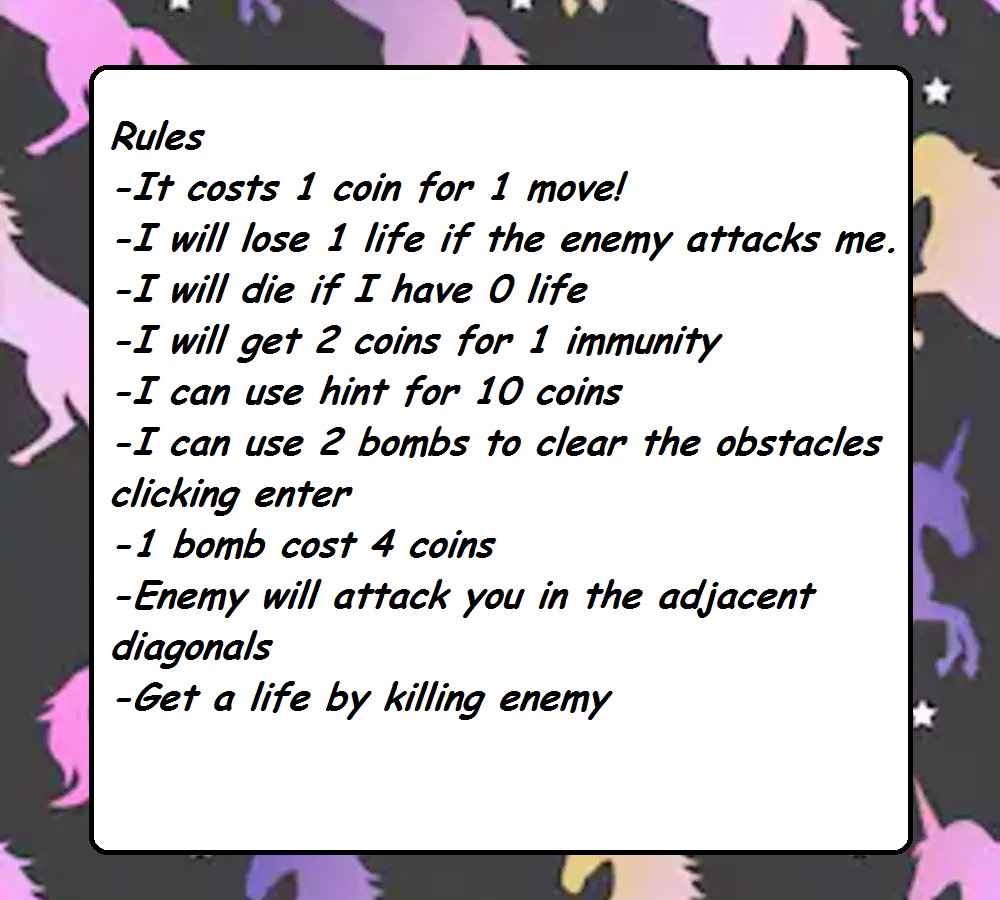 Rules
-It costs 1 coin for 1 move!
-I will lose 1 life if the enemy attacks me.
-I will die if I have 0 life
-I will get 2 coins for 1 immunity
-I can use hint for 10 coins
-I can use 2 bombs to clear the obstacles
clicking enter
-1 bomb cost 4 coins
-Enemy will attack you in the adjacent
diagonals
-Get a life by killing enemy